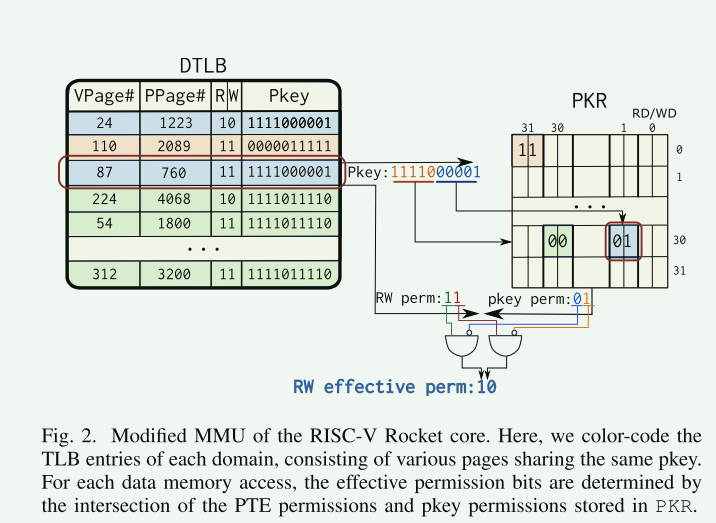 DTLB
VPage# PPage# R W Pkey
24 1223 10 1111000001
110 2089 11 0000011111
87 760 11 1111000001
224 4068 10 1111011110
54 1800 11 1111011110
...
312 3200 11 1111011110
Pkey:1111000001
PKR
RD/WD
31 30 1 0
11 0
1
...
00 01 30
31
RW perm:11 pkey perm:01
RW effective perm:10
Fig. 2. Modified MMU of the RISC-V Rocket core. Here, we color-code the
TLB entries of each domain, consisting of various pages sharing the same pkey.
For each data memory access, the effective permission bits are determined by
the intersection of the PTE permissions and pkey permissions stored in PKR.